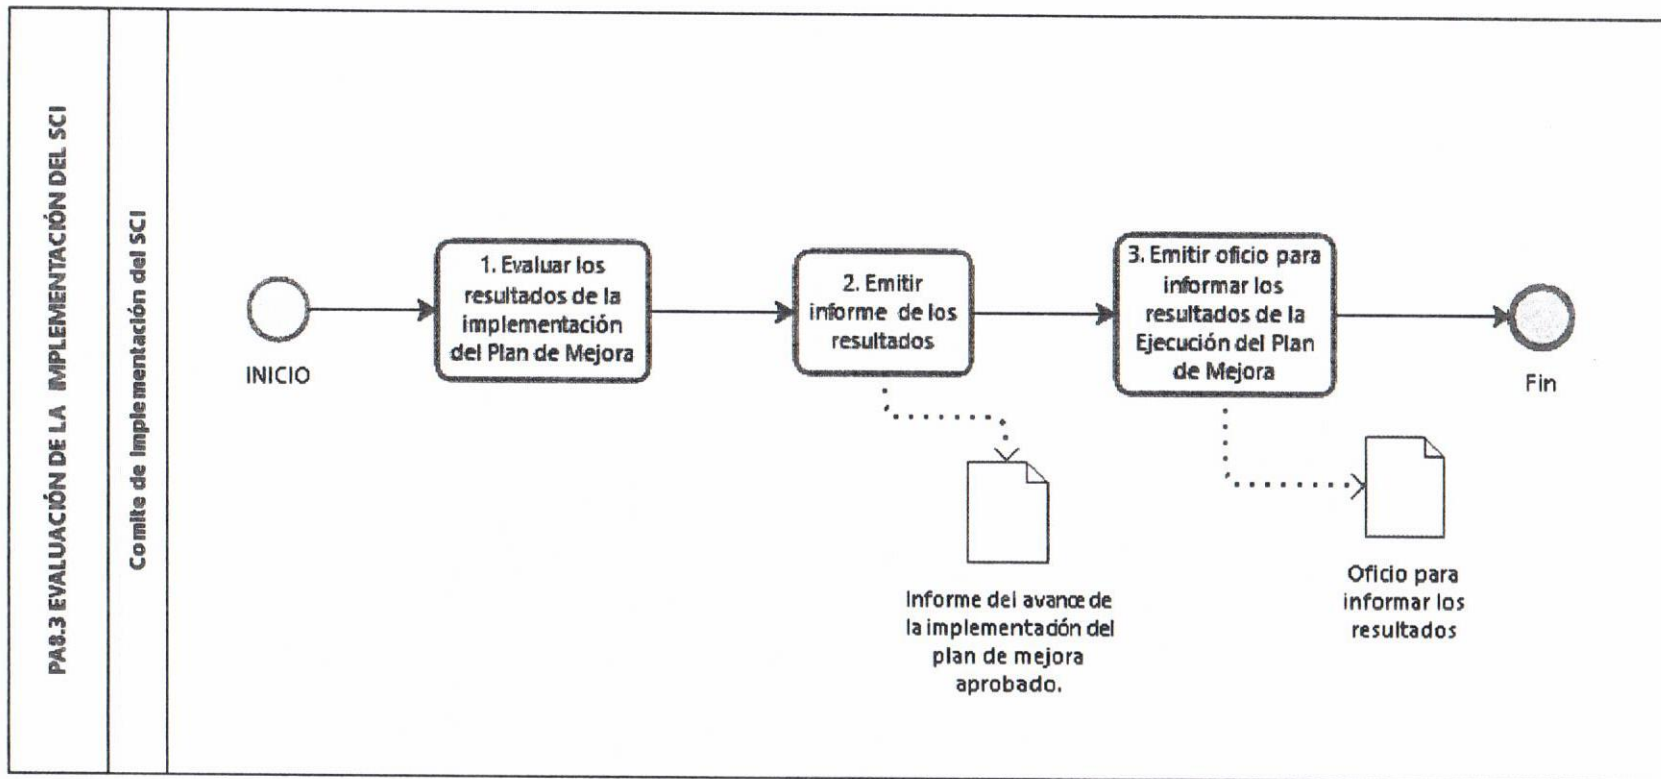 PA8.3 EVALUACIÓN DE LA IMPLEMENTACIÓN DEL SCI
Comite de Implementación del SCI
INICIO
1. Evaluar los
resultados de la
implementación
del Plan de Mejora
2. Emitir
informe de los
resultados
3. Emitir oficio para
informar los
resultados de la
Ejecución del Plan
de Mejora
Fin
Informe del avance de
la implementación del
plan de mejora
aprobado.
Oficio para
informar los
resultados